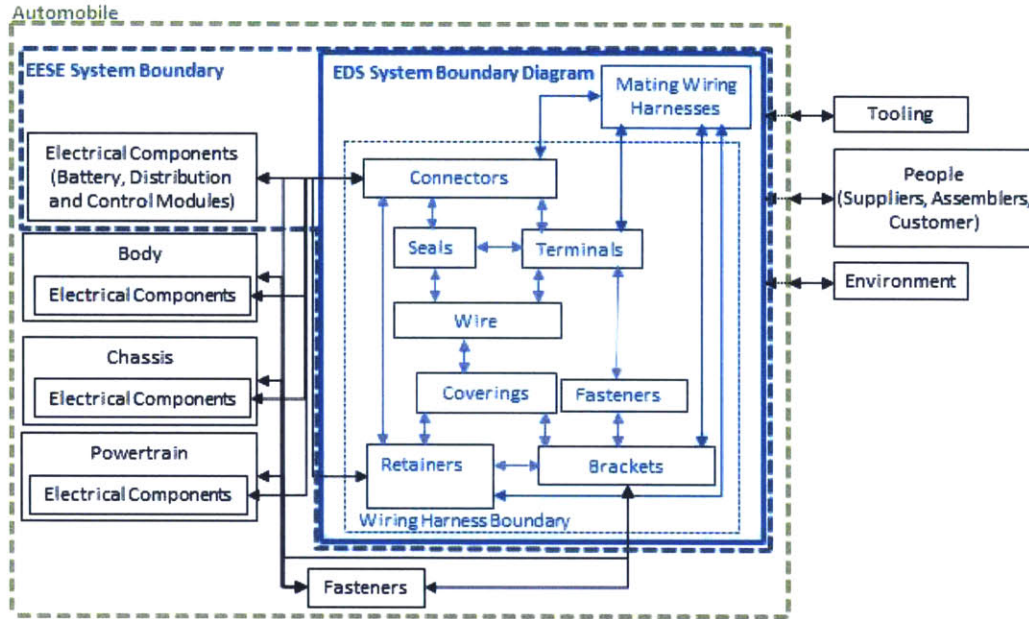 Automobile
EESE System Boundary
EDS System Boundary Diagram
Mating Wiring
Harnesses
Tooling
Electrical Components
(Battery, Distribution
and Control Modules)
Connectors
People
(Suppliers, Assemblers,
Customer)
Seals
Terminals
Body
Electrical Components
Environment
Wire
Chassis
Electrical Components
Coverings
Fasteners
Powertrain
Electrical Components
Retainers
Brackets
Wiring Harness Boundary
Fasteners